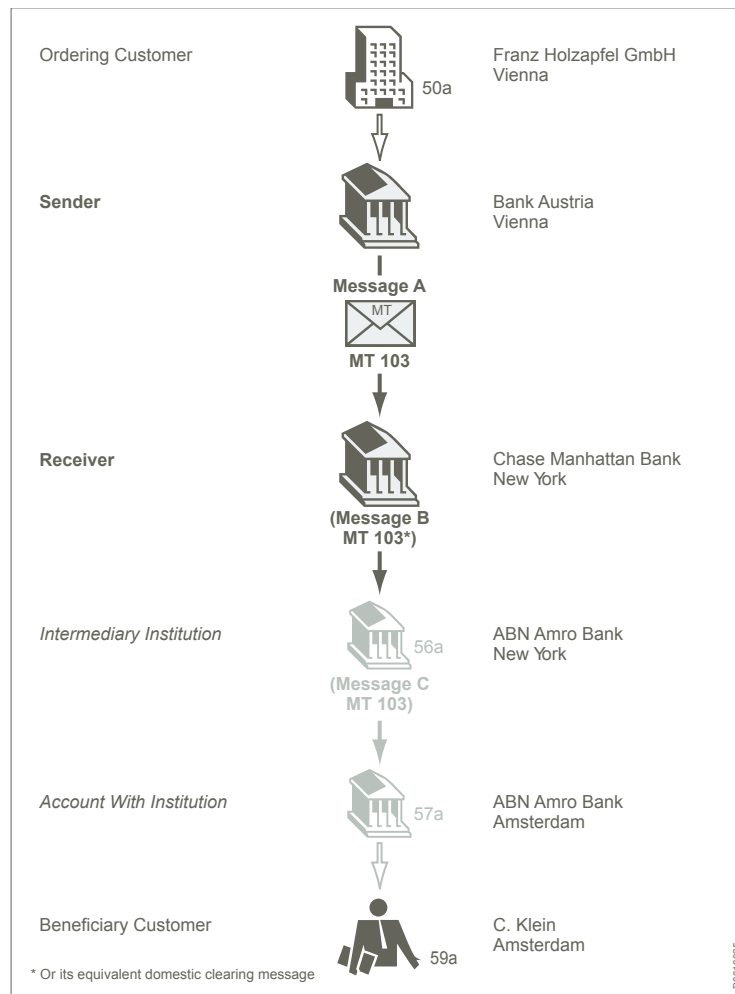 Ordering Customer
50a
Franz Holzapfel GmbH
Vienna
Sender
Bank Austria
Vienna
Message A
MT
MT 103
Receiver
Chase Manhattan Bank
New York
(Message B
MT 103*)
Intermediary Institution
56a
ABN Amro Bank
New York
(Message C
MT 103)
Account With Institution
57a
ABN Amro Bank
Amsterdam
Beneficiary Customer
59a
C. Klein
Amsterdam
* Or its equivalent domestic clearing message